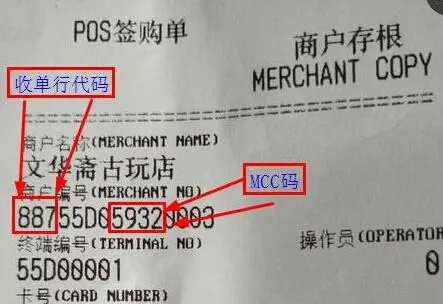 POS签购单
商户存根
MERCHANT COPY
收单行代码
商户名称(MERCHANT NAME)
文华斋古玩店
商户编号(MERCHANT NO)
MCC码
88755D059320003
终端编号(TERMINAL NO)
操作员(OPERATOR
55D00001
0
卡号(CARD NUMBER)